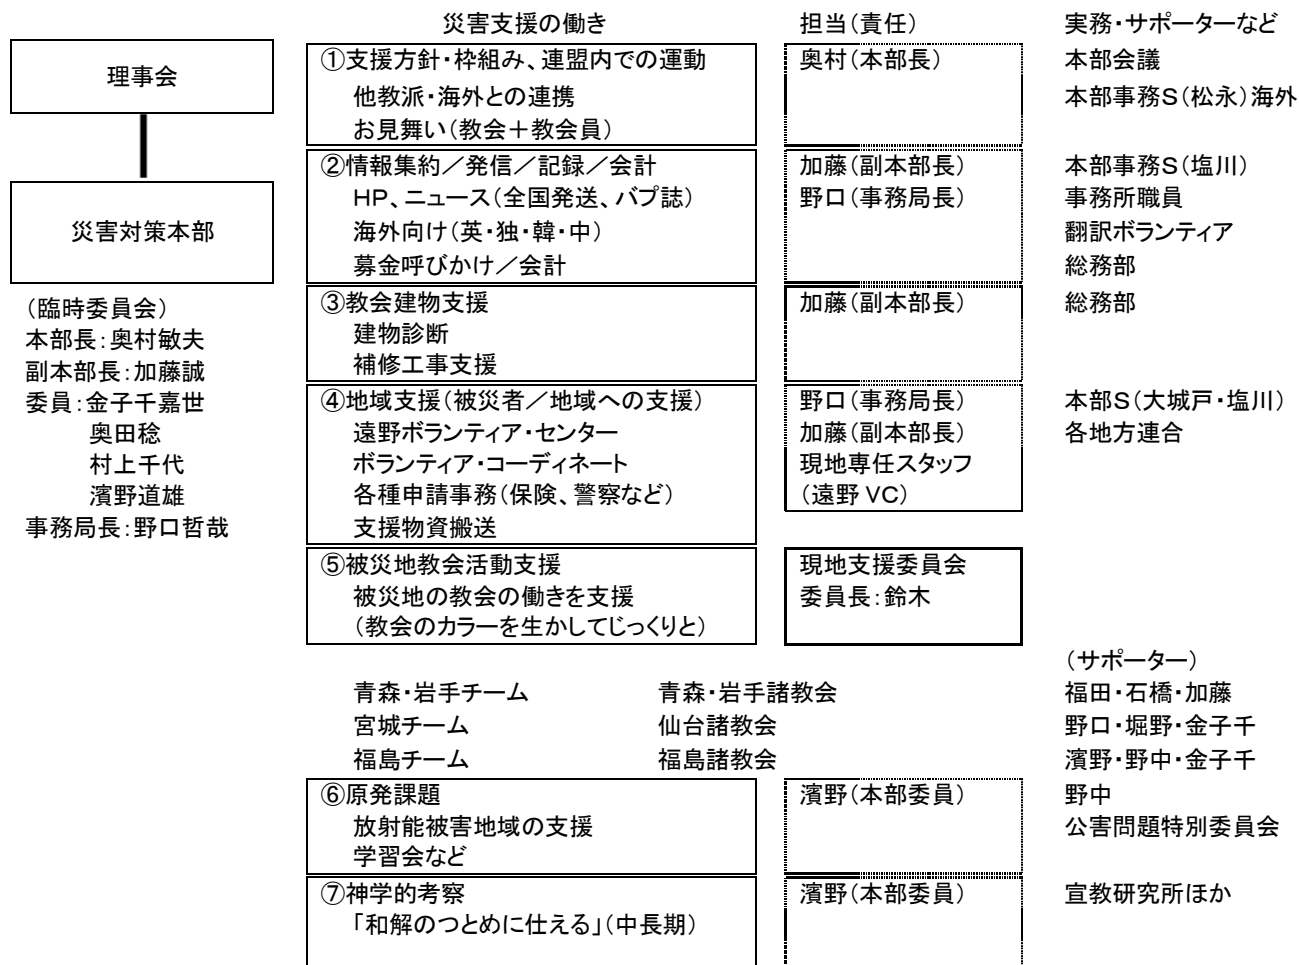 災害支援の働き 担当(責任) 実務・サポーターなど
理事会
災害対策本部
(臨時委員会)
本部長:奥村敏夫
副本部長:加藤誠
委員:金子千嘉世
奥田稔
村上千代
濱野道雄
事務局長:野口哲哉
①支援方針・枠組み、連盟内での運動 奥村(本部長) 本部会議
他教派・海外との連携 本部事務S(松永)海外
お見舞い(教会+教会員)
②情報集約/発信/記録/会計 加藤(副本部長) 本部事務S(塩川)
HP、ニュース(全国発送、バプ誌) 野口(事務局長) 事務所職員
海外向け(英・独・韓・中) 翻訳ボランティア
募金呼びかけ/会計 総務部
③教会建物支援 加藤(副本部長) 総務部
建物診断
補修工事支援
④地域支援(被災者/地域への支援) 野口(事務局長) 本部S(大城戸・塩川)
遠野ボランティア・センター 加藤(副本部長) 各地方連合
ボランティア・コーディネート 現地専任スタッフ
各種申請事務(保険、警察など) (遠野 VC)
支援物資搬送
⑤被災地教会活動支援 現地支援委員会
被災地の教会の働きを支援 委員長:鈴木
(教会のカラーを生かしてじっくりと)
(サポーター)
青森・岩手チーム 青森・岩手諸教会 福田・石橋・加藤
宮城チーム 仙台諸教会 野口・堀野・金子千
福島チーム 福島諸教会 濱野・野中・金子千
⑥原発課題 濱野(本部委員) 野中
放射能被害地域の支援 公害問題特別委員会
学習会など
⑦神学的考察 濱野(本部委員) 宣教研究所ほか
「和解のつとめに仕える」(中長期)